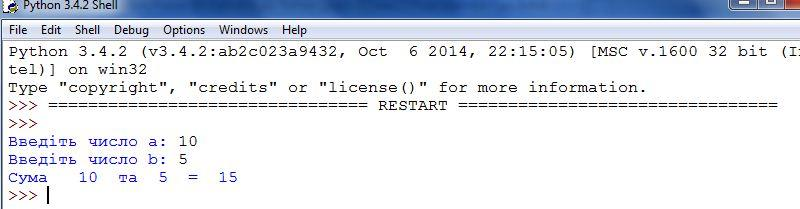 Python 3.4.2 Shell
File Edit Shell Debug Options Windows Help
Python 3.4.2 (v3.4.2:ab2c023a9432, Oct  6 2014, 22:15:05) [MSC v.1600 32 bit (In
tel)] on win32
Type "copyright", "credits" or "license()" for more information.
>>> ================================ RESTART ================================
>>>
Введіть число a: 10
Введіть число b: 5
Сума  10  та  5  =  15
>>>